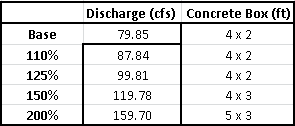 Discharge (cfs) Concrete Box (ft)
Base 79.85 4 x 2
110% 87.84 4 x 2
125% 99.81 4 x 2
150% 119.78 4 x 3
200% 159.70 5 x 3